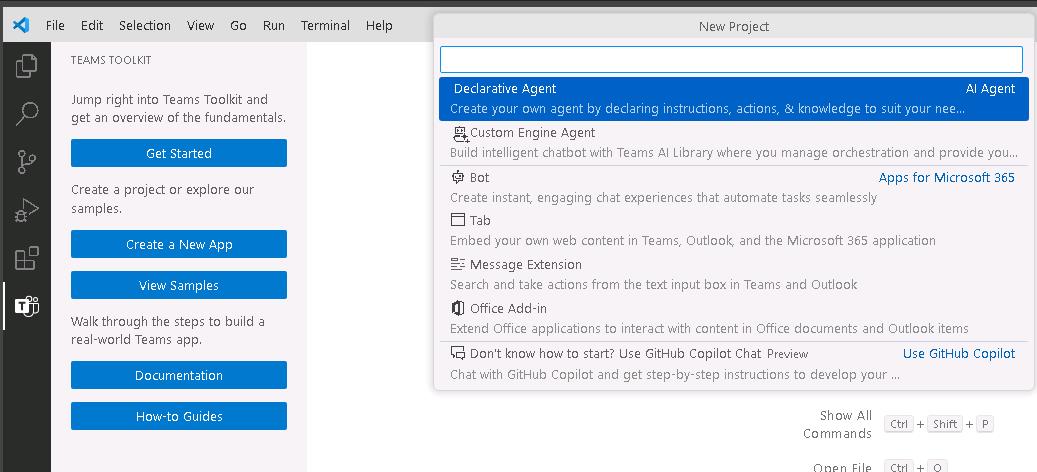 File Edit Selection View Go Run Terminal Help
TEAMS TOOLKIT
Jump right into Teams Toolkit and
get an overview of the fundamentals.
Get Started
Create a project or explore our
samples.
Create a New App
View Samples
Walk through the steps to build a
real-world Teams app.
Documentation
How-to Guides
New Project
Declarative Agent AI Agent
Create your own agent by declaring instructions, actions, & knowledge to suit your nee...
Custom Engine Agent
Build intelligent chatbot with Teams AI Library where you manage orchestration and provide you...
Bot Apps for Microsoft 365
Create instant, engaging chat experiences that automate tasks seamlessly
Tab
Embed your own web content in Teams, Outlook, and the Microsoft 365 application
Message Extension
Search and take actions from the text input box in Teams and Outlook
Office Add-in
Extend Office applications to interact with content in Office documents and Outlook items
Don't know how to start? Use GitHub Copilot Chat Preview Use GitHub Copilot
Chat with GitHub Copilot and get step-by-step instructions to develop your ...
Show All
Commands Ctrl + Shift + P
Open File Ctrl + O